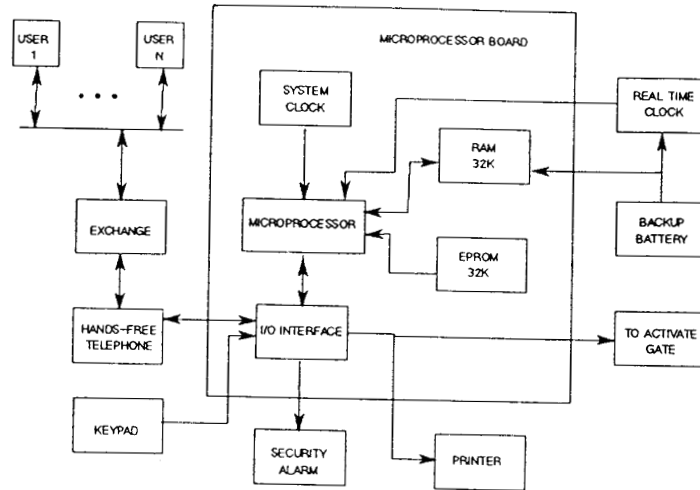 USER
1
USER
N
MICROPROCESSOR BOARD
SYSTEM
CLOCK
REAL TIME
CLOCK
RAM
32K
MICROPROCESSOR
EXCHANGE
BACKUP
BATTERY
EPROM
32K
HANDS-FREE
TELEPHONE
I/O INTERFACE
TO ACTIVATE
GATE
KEYPAD
SECURITY
ALARM
PRINTER